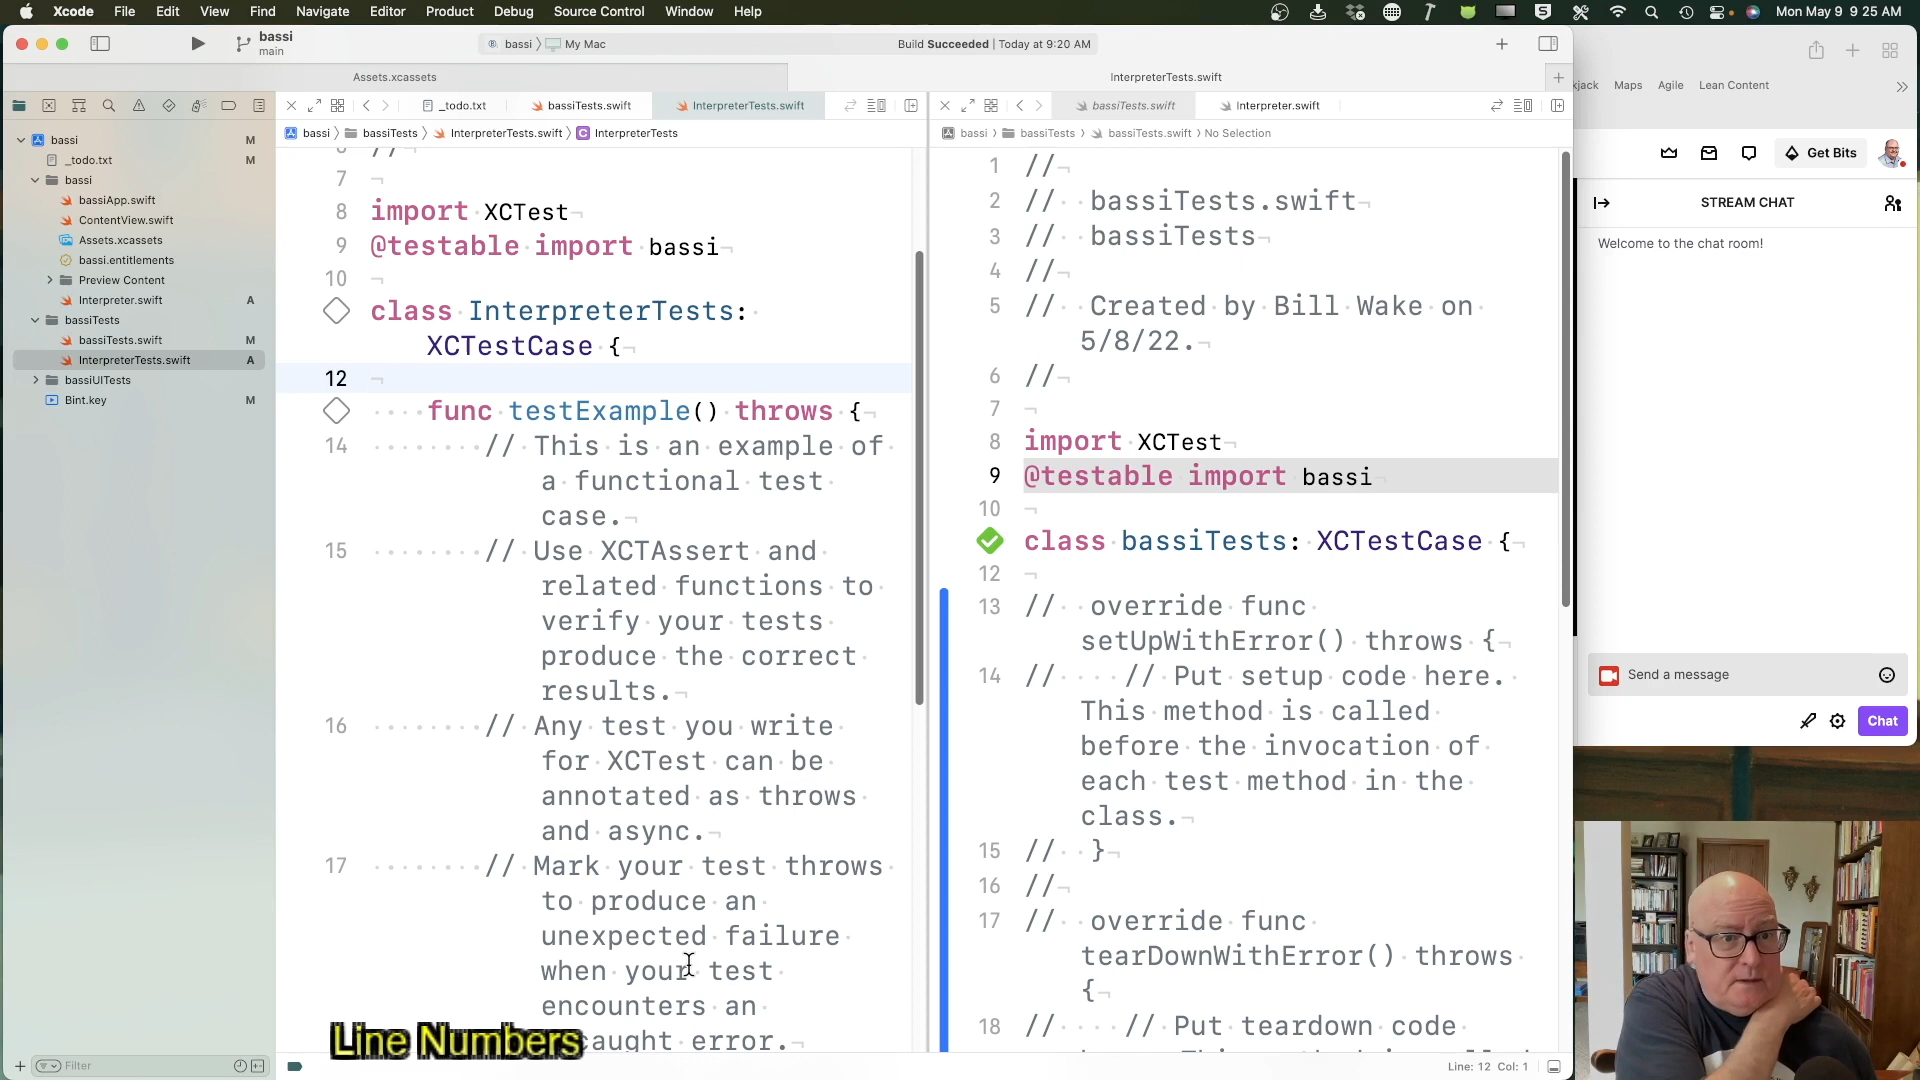 Xcode File Edit View Find Navigate Editor Product Debug Source Control Window Help
Mon May 9 9:25 AM
bassi
main
bassi My Mac
Build Succeeded | Today at 9:20 AM
Assets.xcassets
InterpreterTests.swift
_todo.txt
bassiTests.swift
InterpreterTests.swift
bassiTests.swift
Interpreter.swift
bassi bassiTests InterpreterTests.swift C InterpreterTests
bassi bassiTests bassiTests.swift No Selection
bassi M
_todo.txt M
bassi
bassiApp.swift
ContentView.swift
Assets.xcassets
bassi.entitlements
Preview Content
Interpreter.swift A
bassiTests
bassiTests.swift M
InterpreterTests.swift A
bassiUITests
Bint.key M
Filter
7
8 import XCTest
9 @testable import bassi
10
class InterpreterTests:
XCTestCase {
12
func testExample() throws {
14 // This is an example of
a functional test
case.
15 // Use XCTAssert and
related functions to
verify your tests
produce the correct
results.
16 // Any test you write
for XCTest can be
annotated as throws
and async.
17 // Mark your test throws
to produce an
unexpected failure
when your test
encounters an
caught error.
Line Numbers
1 //
2 // bassiTests.swift
3 // bassiTests
4 //
5 // Created by Bill Wake on
5/8/22.
6 //
7
8 import XCTest
9 @testable import bassi
10
class bassiTests: XCTestCase {
12
13 // override func
setUpWithError() throws {
14 // // Put setup code here.
This method is called
before the invocation of
each test method in the
class.
15 // }
16 //
17 // override func
tearDownWithError() throws
{
18 // // Put teardown code
Line: 12 Col: 1
kjack Maps Agile Lean Content
Get Bits
STREAM CHAT
Welcome to the chat room!
Send a message
Chat